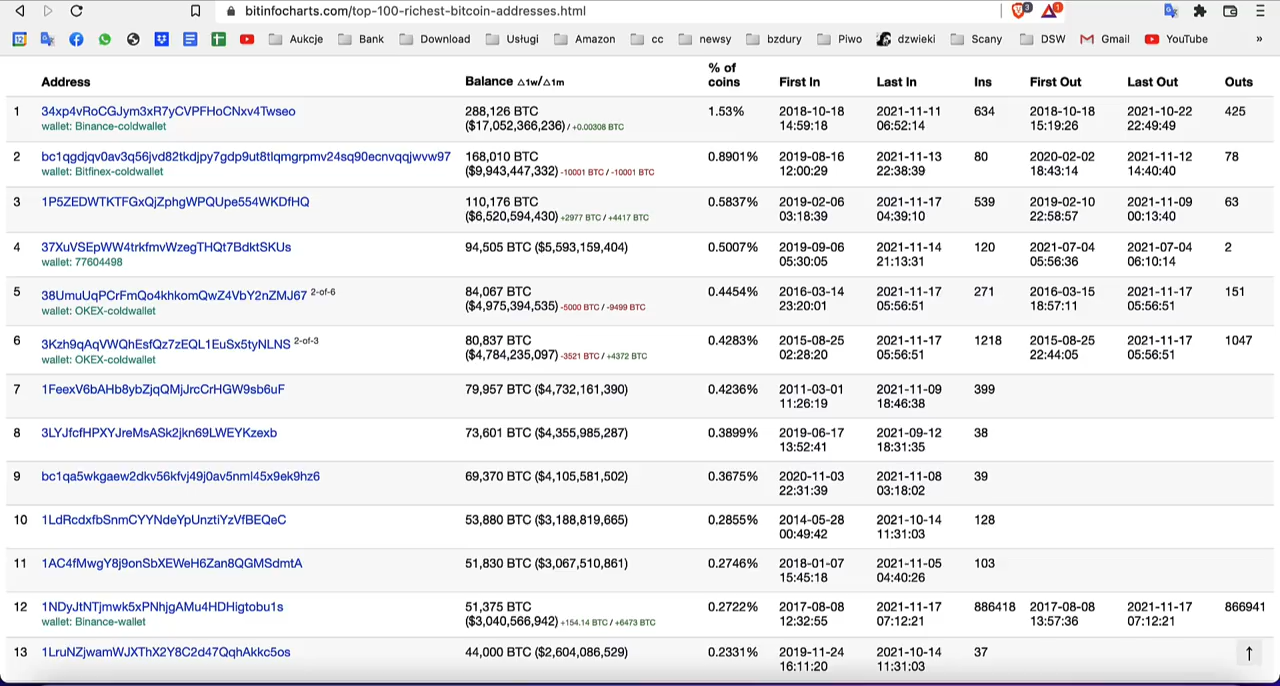 bitinfocharts.com/top-100-richest-bitcoin-addresses.html
3
1
12
Aukcje Bank Download Usługi Amazon cc newsy bzdury Piwo dzwieki Scany DSW Gmail YouTube »
Address Balance △1w/△1m % of coins First In Last In Ins First Out Last Out Outs
1 34xp4vRoCGJym3xR7yCVPFHoCNxv4Twseo 288,126 BTC 1.53% 2018-10-18 2021-11-11 634 2018-10-18 2021-10-22 425
wallet: Binance-coldwallet ($17,052,366,236) / +0.00308 BTC 14:59:18 06:52:14 15:19:26 22:49:49
2 bc1qgdjqv0av3q56jvd82tkdjpy7gdp9ut8tlqmgrpmv24sq90ecnvqqjwvw97 168,010 BTC 0.8901% 2019-08-16 2021-11-13 80 2020-02-02 2021-11-12 78
wallet: Bitfinex-coldwallet ($9,943,447,332) -10001 BTC / -10001 BTC 12:00:29 22:38:39 18:43:14 14:40:40
3 1P5ZEDWTKTFGxQjZphgWPQUpe554WKDfHQ 110,176 BTC 0.5837% 2019-02-06 2021-11-17 539 2019-02-10 2021-11-09 63
($6,520,594,430) +2977 BTC / +4417 BTC 03:18:39 04:39:10 22:58:57 00:13:40
4 37XuVSEpWW4trkfmvWzegTHQt7BdktSKUs 94,505 BTC ($5,593,159,404) 0.5007% 2019-09-06 2021-11-14 120 2021-07-04 2021-07-04 2
wallet: 77604498 05:30:05 21:13:31 05:56:36 06:10:14
5 38UmuUqPCrFmQo4khkomQwZ4VbY2nZMJ67 2-of-6 84,067 BTC 0.4454% 2016-03-14 2021-11-17 271 2016-03-15 2021-11-17 151
wallet: OKEX-coldwallet ($4,975,394,535) -5000 BTC / -9499 BTC 23:20:01 05:56:51 18:57:11 05:56:51
6 3Kzh9qAqVWQhEsfQz7zEQL1EuSx5tyNLNS 2-of-3 80,837 BTC 0.4283% 2015-08-25 2021-11-17 1218 2015-08-25 2021-11-17 1047
wallet: OKEX-coldwallet ($4,784,235,097) -3521 BTC / +4372 BTC 02:28:20 05:56:51 22:44:05 05:56:51
7 1FeexV6bAHb8ybZjqQMjJrcCrHGW9sb6uF 79,957 BTC ($4,732,161,390) 0.4236% 2011-03-01 2021-11-09 399
11:26:19 18:46:38
8 3LYJfcfHPXYJreMsASk2jkn69LWEYKzexb 73,601 BTC ($4,355,985,287) 0.3899% 2019-06-17 2021-09-12 38
13:52:41 18:31:35
9 bc1qa5wkgaew2dkv56kfvj49j0av5nml45x9ek9hz6 69,370 BTC ($4,105,581,502) 0.3675% 2020-11-03 2021-11-08 39
22:31:39 03:18:02
10 1LdRcdxfbSnmCYYNdeYpUnztiYzVfBEQeC 53,880 BTC ($3,188,819,665) 0.2855% 2014-05-28 2021-10-14 128
00:49:42 11:31:03
11 1AC4fMwgY8j9onSbXEWeH6Zan8QGMSdmtA 51,830 BTC ($3,067,510,861) 0.2746% 2018-01-07 2021-11-05 103
15:45:18 04:40:26
12 1NDyJtNTjmwk5xPNhjgAMu4HDHigtobu1s 51,375 BTC 0.2722% 2017-08-08 2021-11-17 886418 2017-08-08 2021-11-17 866941
wallet: Binance-wallet ($3,040,566,942) +154.14 BTC / +6473 BTC 12:32:55 07:12:21 13:57:36 07:12:21
13 1LruNZjwamWJXThX2Y8C2d47QqhAkkc5os 44,000 BTC ($2,604,086,529) 0.2331% 2019-11-24 2021-10-14 37
16:11:20 11:31:03